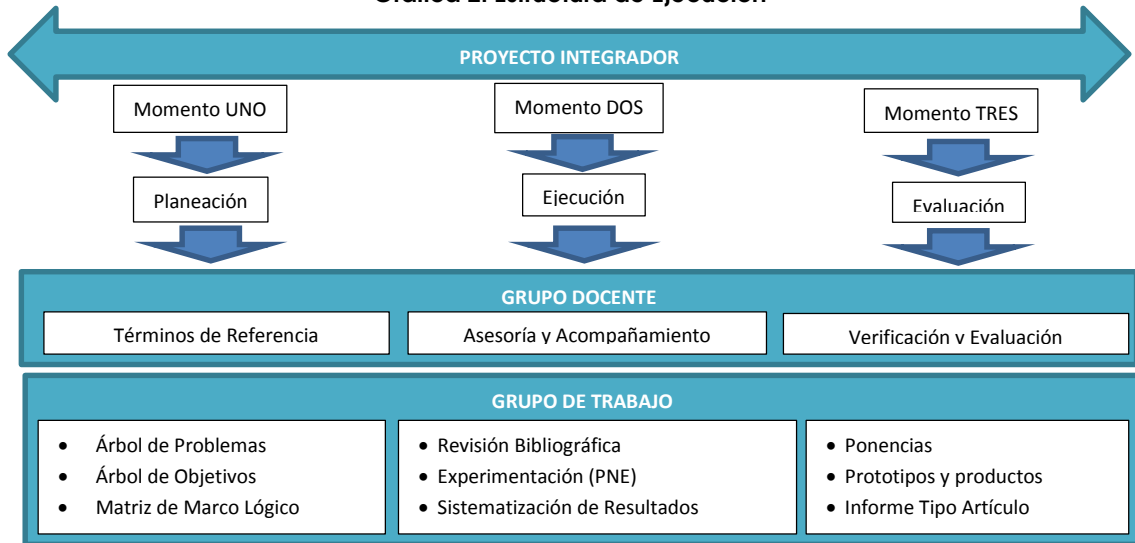 PROYECTO INTEGRADOR
Momento UNO
Momento DOS
Momento TRES
Planeación
Ejecución
Evaluación
GRUPO DOCENTE
Términos de Referencia
Asesoría y Acompañamiento
Verificación y Evaluación
GRUPO DE TRABAJO
• Árbol de Problemas
• Árbol de Objetivos
• Matriz de Marco Lógico
• Revisión Bibliográfica
• Experimentación (PNE)
• Sistematización de Resultados
• Ponencias
• Prototipos y productos
• Informe Tipo Artículo